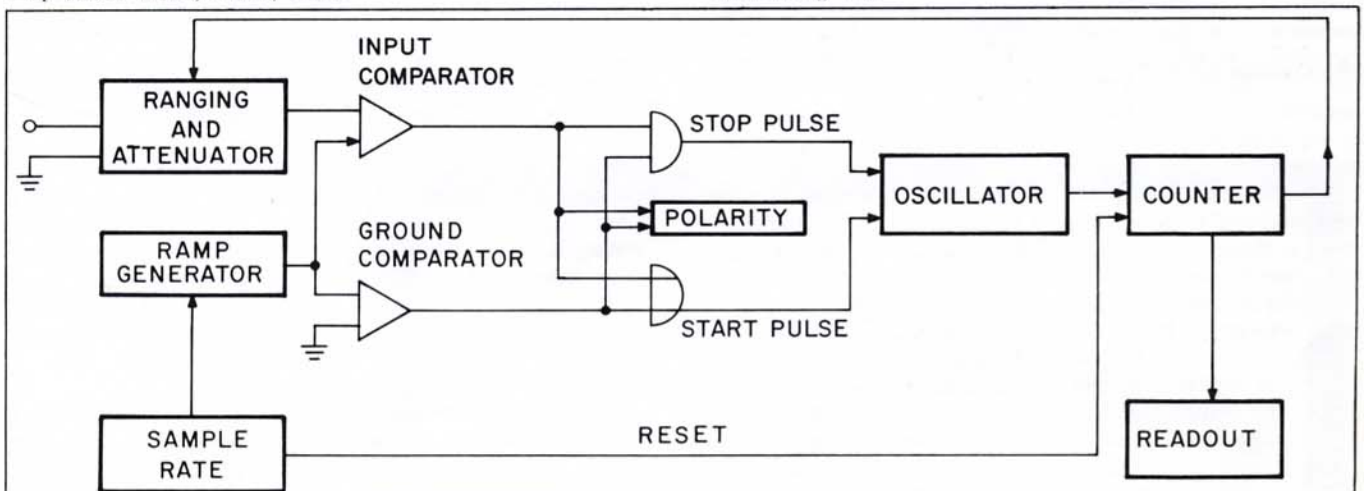 INPUT
COMPARATOR
RANGING
AND
ATTENUATOR
STOP PULSE
OSCILLATOR
COUNTER
POLARITY
RAMP
GENERATOR
GROUND
COMPARATOR
START PULSE
SAMPLE
RATE
RESET
READOUT